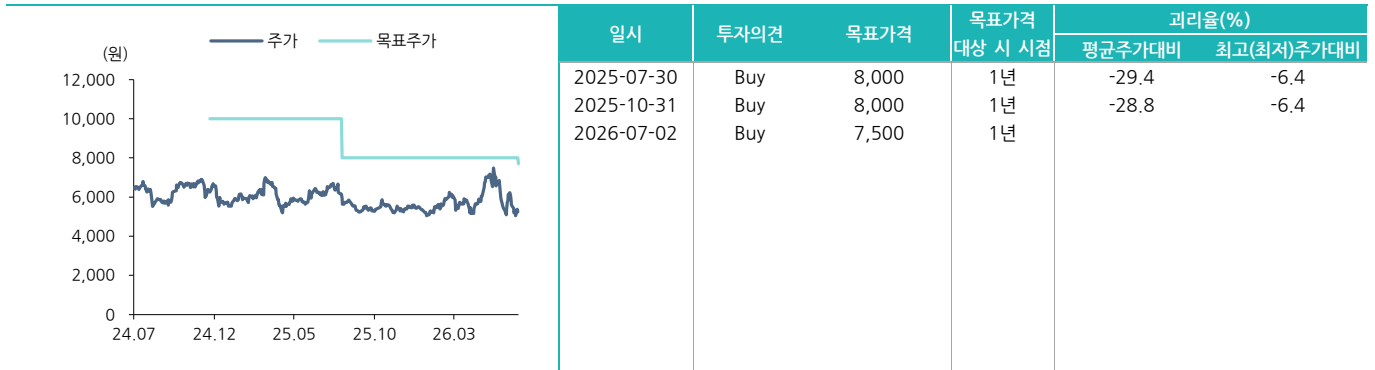 주가 목표주가
(원)
12,000
10,000
8,000
6,000
4,000
2,000
0
24.07 24.12 25.05 25.10 26.03
일시 투자의견 목표가격 목표가격 대상 시 시점 괴리율(%)
평균주가대비 최고(최저)주가대비
2025-07-30 Buy 8,000 1년 -29.4 -6.4
2025-10-31 Buy 8,000 1년 -28.8 -6.4
2026-07-02 Buy 7,500 1년